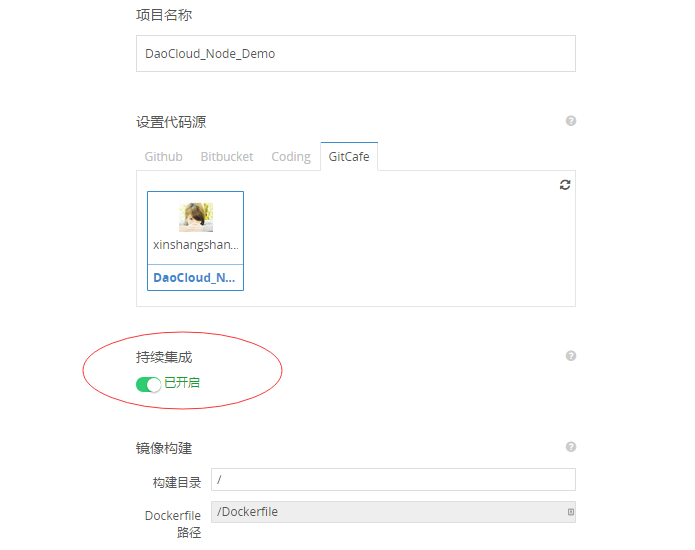 项目名称
DaoCloud_Node_Demo
设置代码源
Github Bitbucket Coding GitCafe
xinshangshan...
DaoCloud_N...
持续集成
已开启
镜像构建
构建目录 /
Dockerfile /Dockerfile
路径